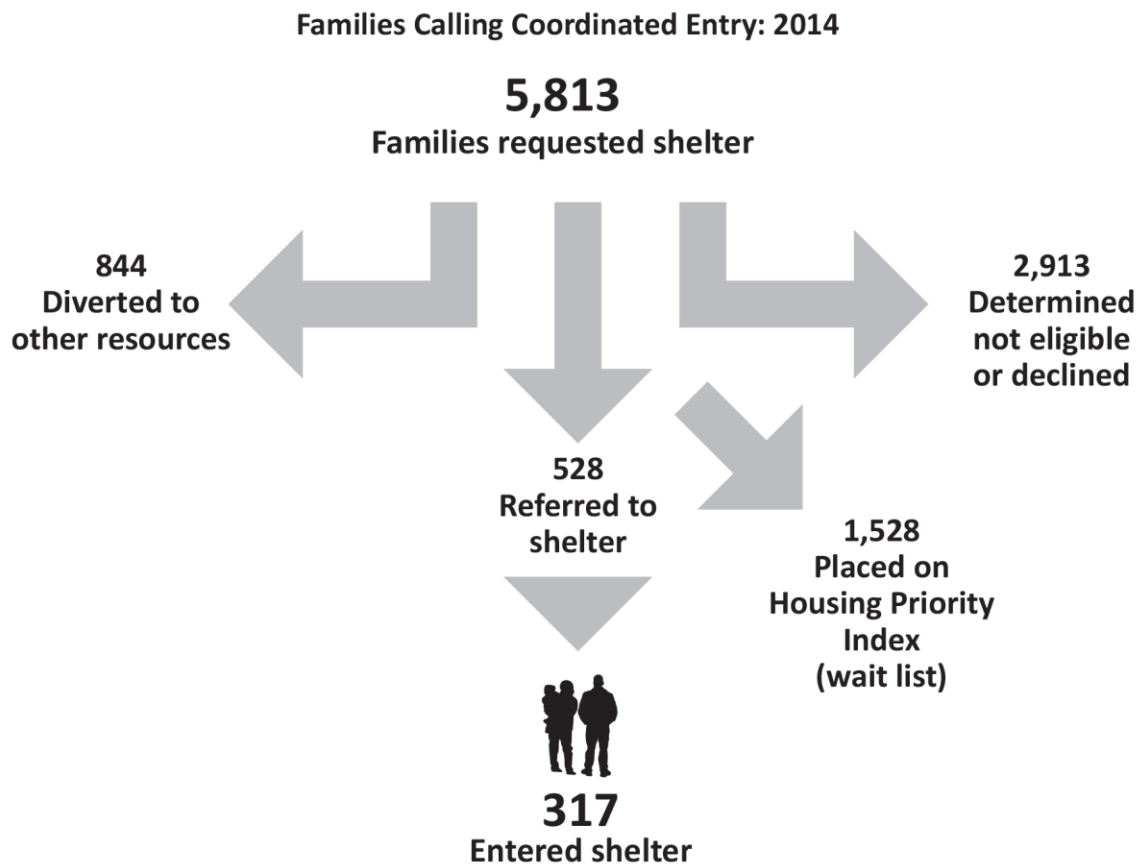 Families Calling Coordinated Entry: 2014
5,813
Families requested shelter
844
Diverted to
other resources
2,913
Determined
not eligible
or declined
528
Referred to
shelter
1,528
Placed on
Housing Priority
Index
(wait list)
317
Entered shelter